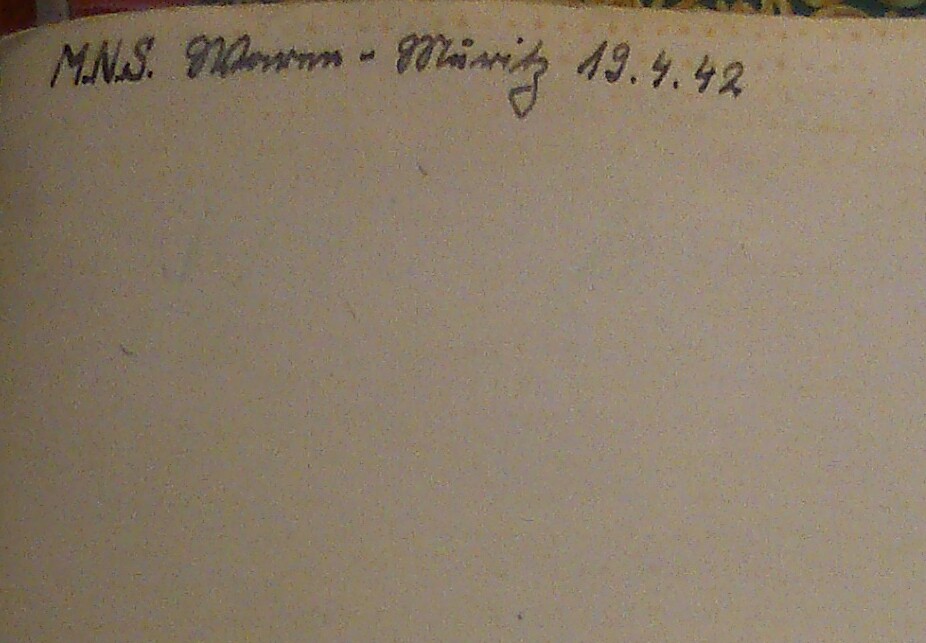 M.N.S. Waren - Müritz 19.4.42